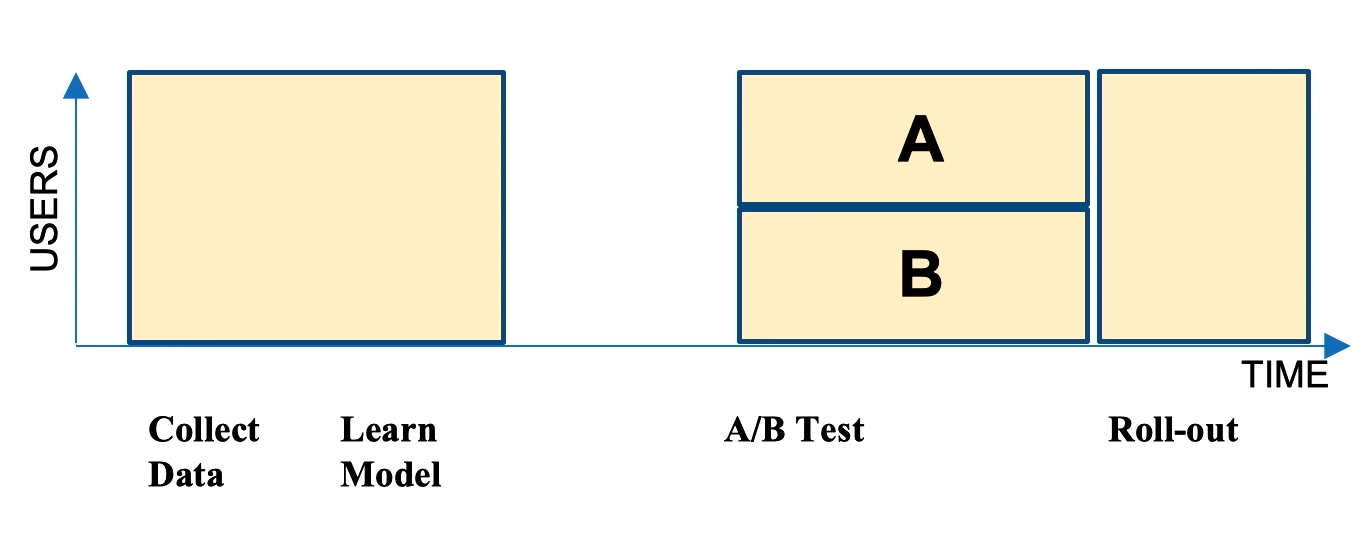 USERS
A
B
TIME
Collect Data
Learn Model
A/B Test
Roll-out